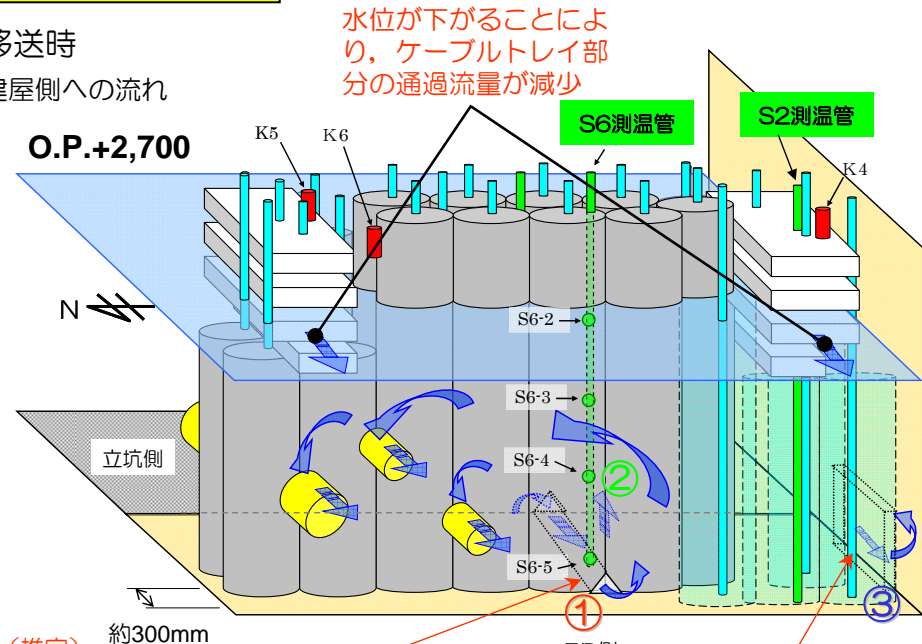 移送時
建屋側への流れ
水位が下がることによ
り，ケーブルトレイ部
分の通過流量が減少
O.P.+2,700
K5
K6
S6測温管
S2測温管
K4
N
S6-2
S6-3
S6-4
②
S6-5
立坑側
①
③
約300mm
（推定）